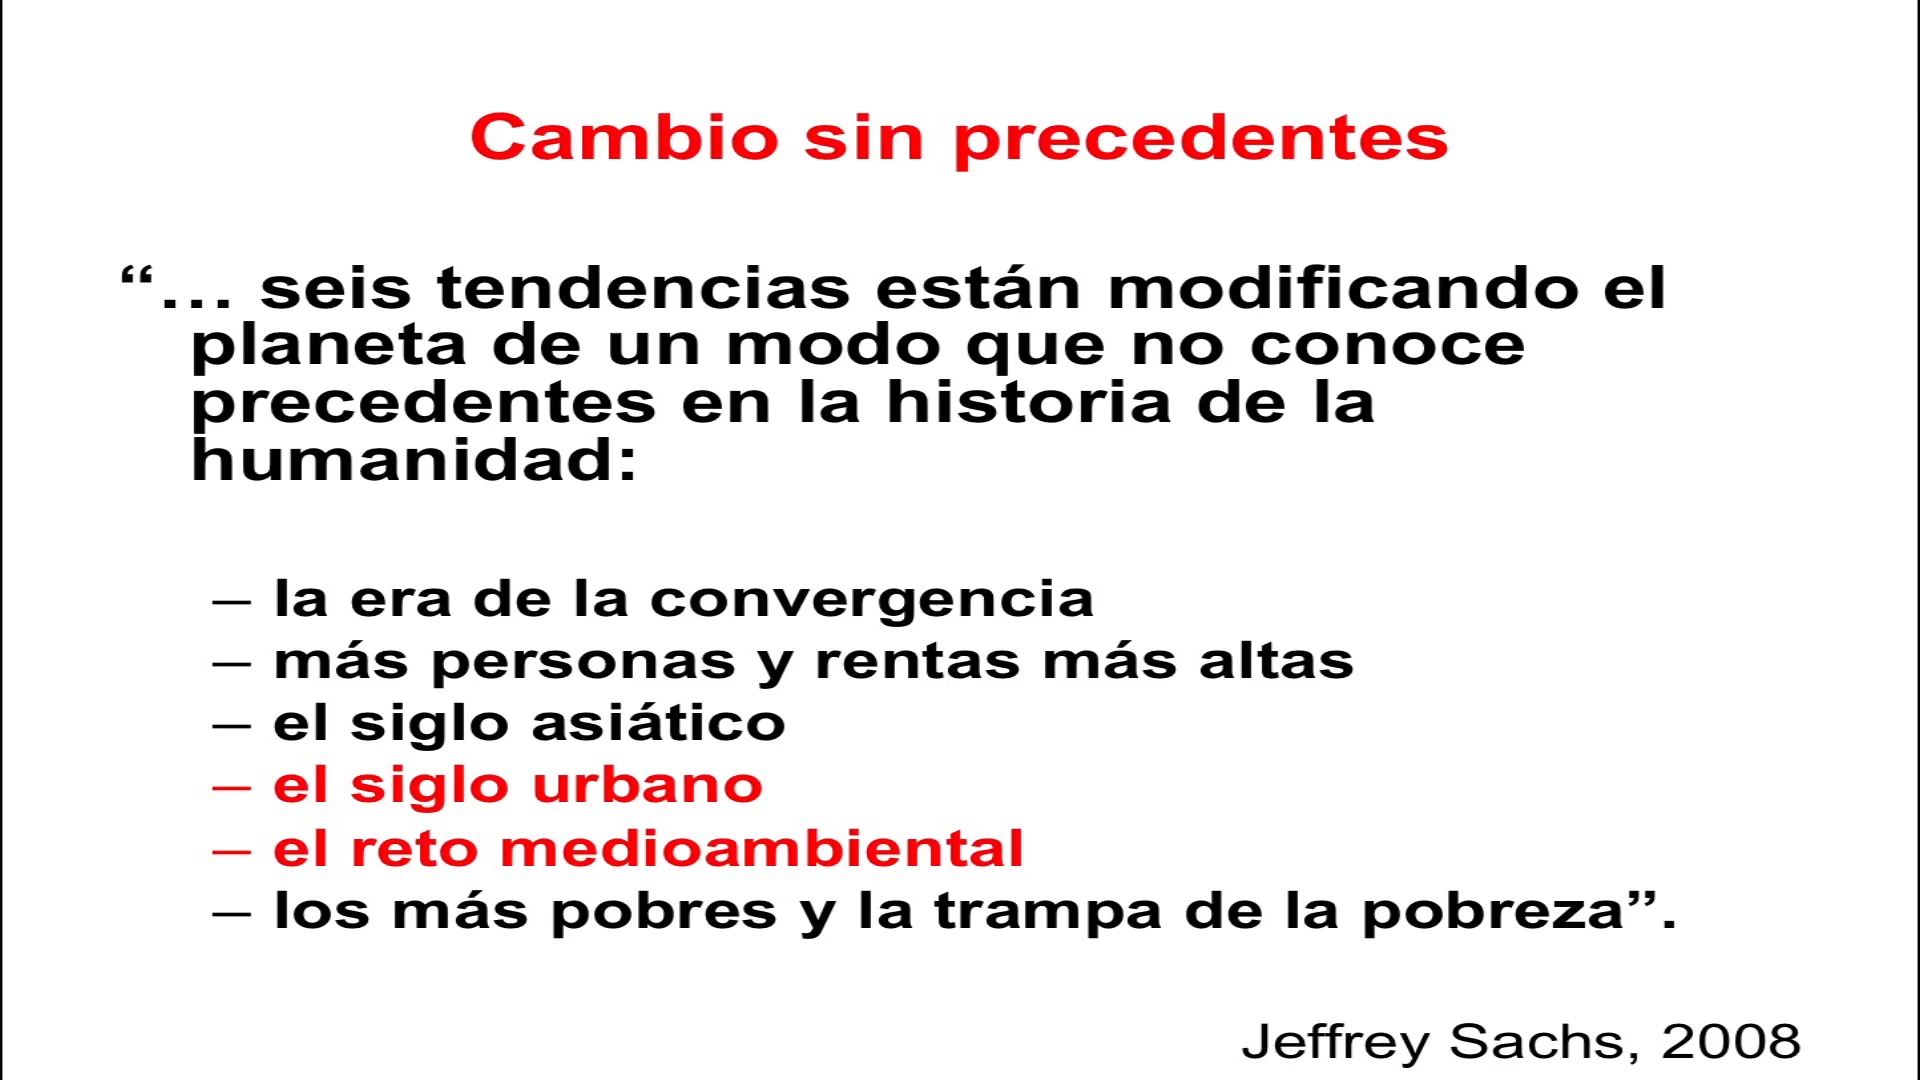 Cambio sin precedentes
“… seis tendencias están modificando el
planeta de un modo que no conoce
precedentes en la historia de la
humanidad:
– la era de la convergencia
– más personas y rentas más altas
– el siglo asiático
– el siglo urbano
– el reto medioambiental
– los más pobres y la trampa de la pobreza”.
Jeffrey Sachs, 2008